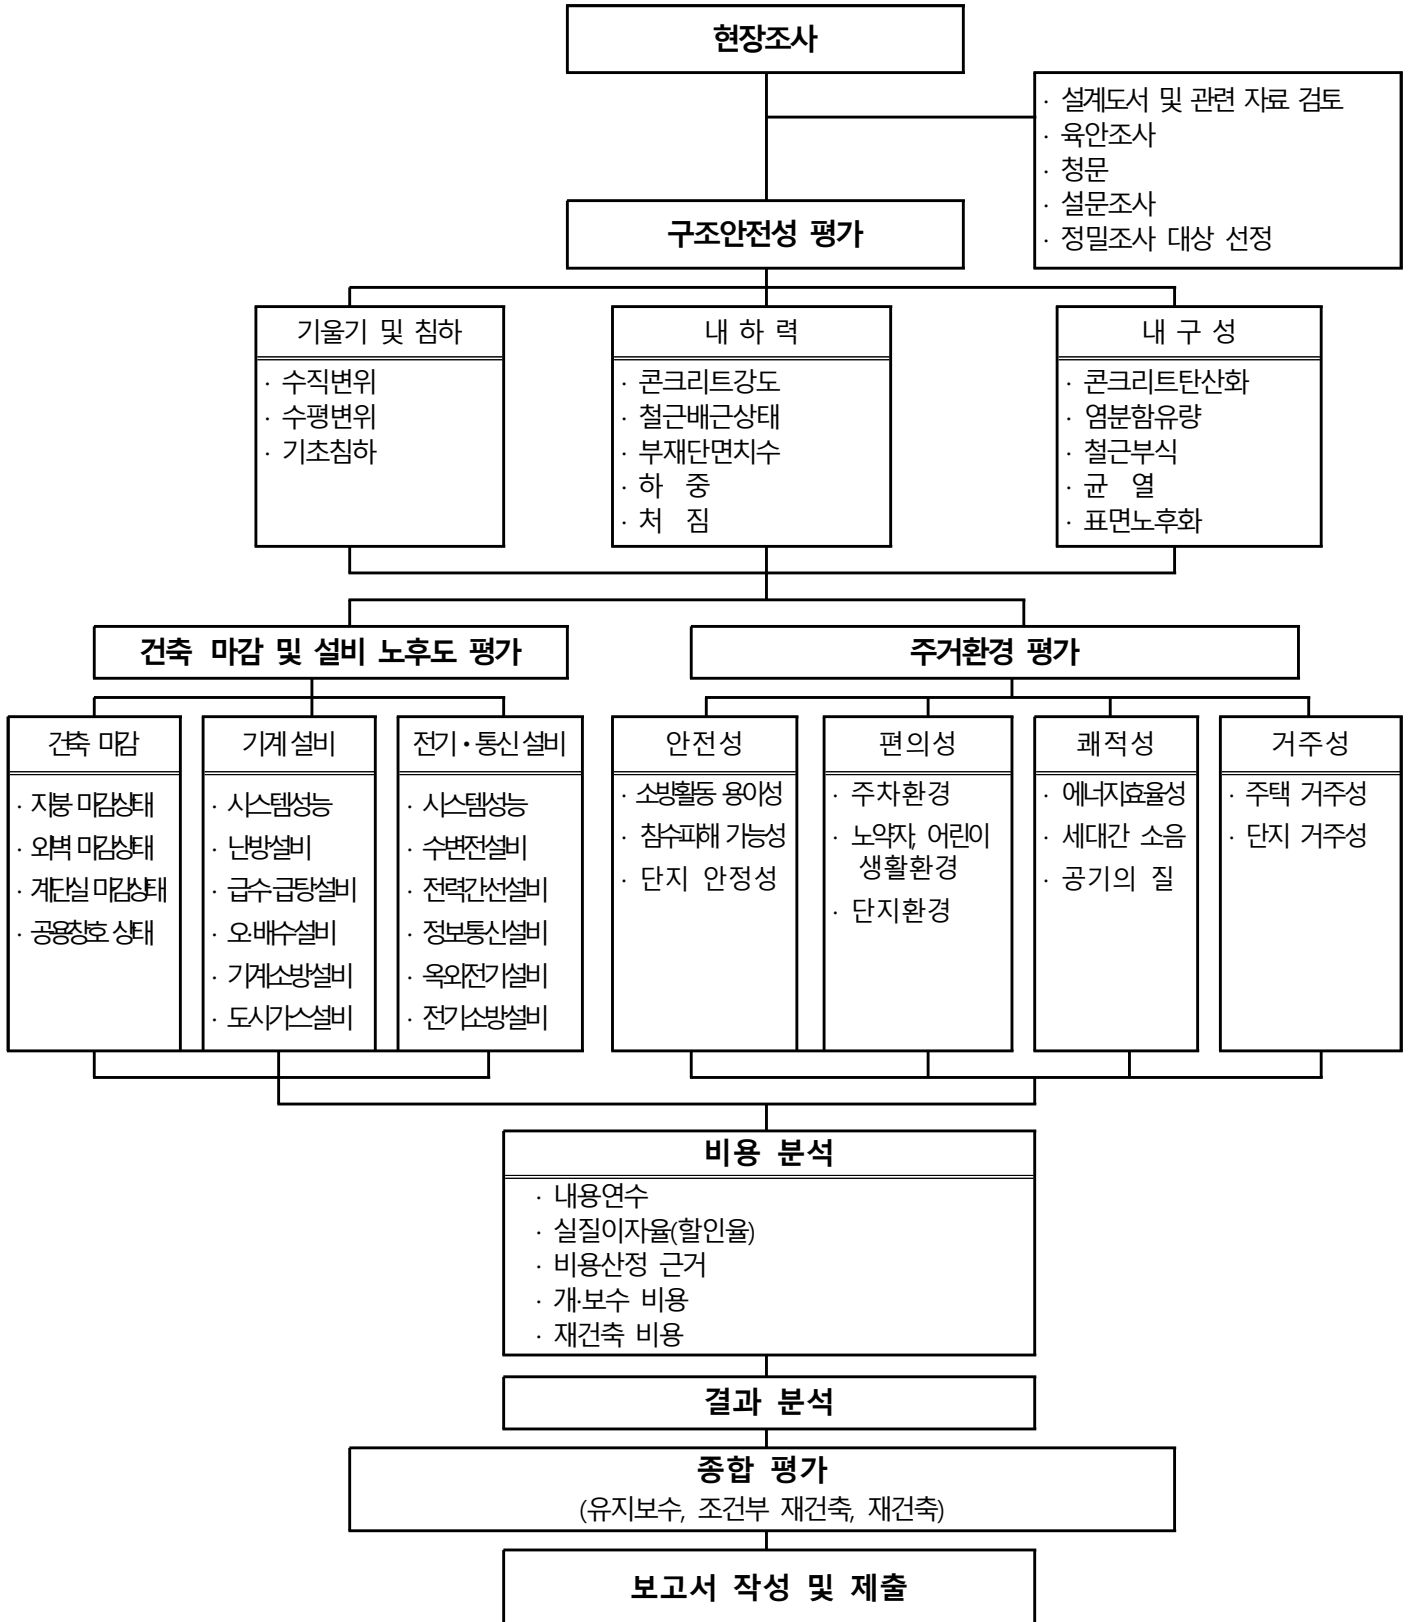 현장조사
· 설계도서 및 관련 자료 검토
· 육안조사
· 청문
· 설문조사
· 정밀조사 대상 선정
구조안전성 평가
기울기 및 침하
· 수직변위
· 수평변위
· 기초침하
내 하 력
· 콘크리트강도
· 철근배근상태
· 부재단면치수
· 하 중
· 처 짐
내 구 성
· 콘크리트탄산화
· 염분함유량
· 철근부식
· 균 열
· 표면노후화
건축 마감 및 설비 노후도 평가
주거환경 평가
건축 마감
· 지붕 마감상태
· 외벽 마감상태
· 계단실 마감상태
· 공용창호 상태
기계 설비
· 시스템성능
· 난방설비
· 급수·급탕설비
· 오·배수설비
· 기계소방설비
· 도시가스설비
전기·통신 설비
· 시스템성능
· 수변전설비
· 전력간선설비
· 정보통신설비
· 옥외전기설비
· 전기소방설비
안전성
· 소방활동 용이성
· 침수피해 가능성
· 단지 안정성
편의성
· 주차환경
· 노약자, 어린이
생활환경
· 단지환경
쾌적성
· 에너지효율성
· 세대간 소음
· 공기의 질
거주성
· 주택 거주성
· 단지 거주성
비용 분석
· 내용연수
· 실질이자율(할인율)
· 비용산정 근거
· 개·보수 비용
· 재건축 비용
결과 분석
종합 평가
(유지보수, 조건부 재건축, 재건축)
보고서 작성 및 제출